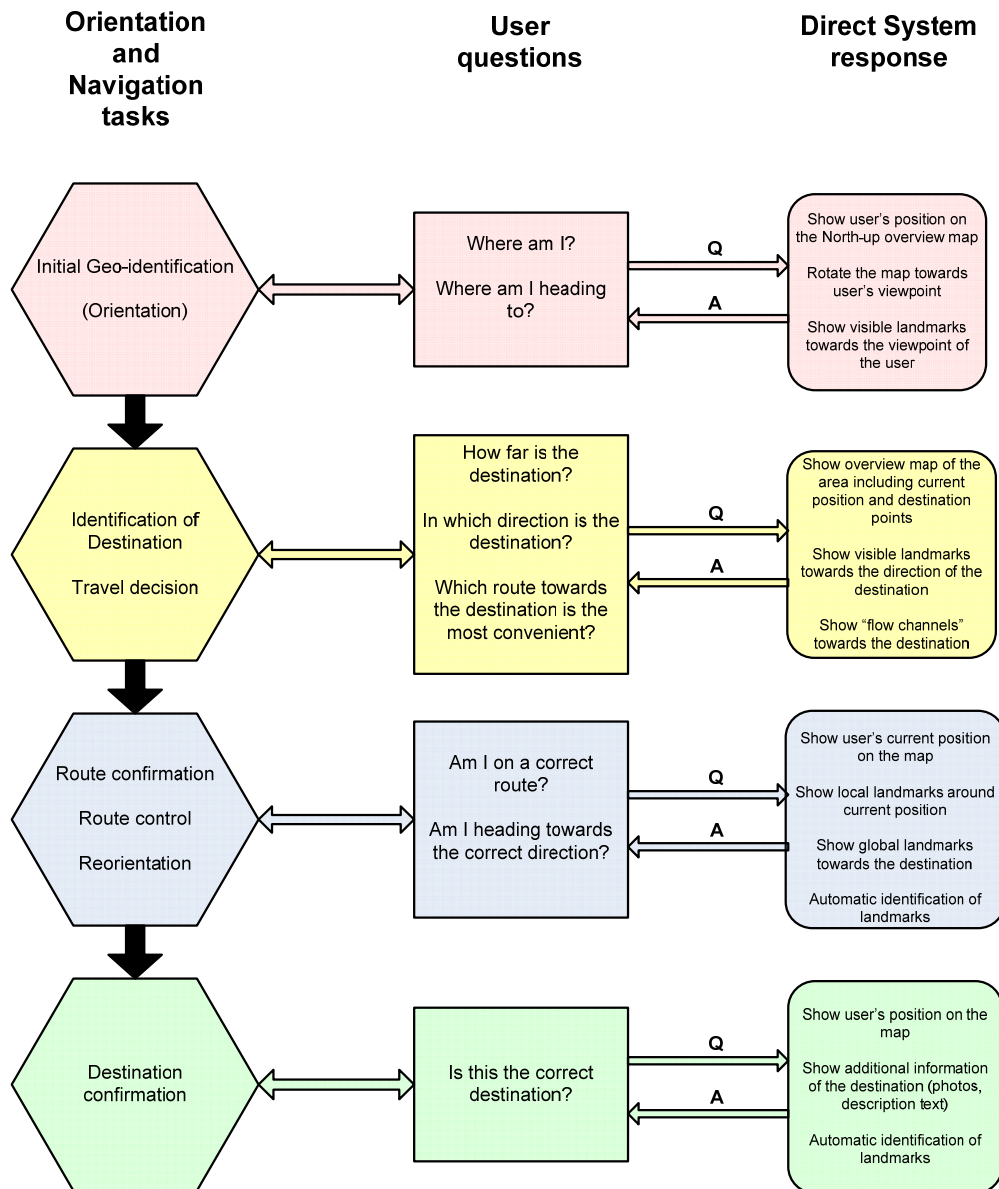 Orientation
and
Navigation
tasks
User
questions
Direct System
response
Initial Geo-identification
(Orientation)
Where am I?
Where am I heading
to?
Q
A
Show user's position on
the North-up overview map
Rotate the map towards
user's viewpoint
Show visible landmarks
towards the viewpoint of
the user
Identification of
Destination
Travel decision
How far is the
destination?
In which direction is the
destination?
Which route towards
the destination is the
most convenient?
Q
A
Show overview map of the
area including current
position and destination
points
Show visible landmarks
towards the direction of the
destination
Show “flow channels”
towards the destination
Route confirmation
Route control
Reorientation
Am I on a correct
route?
Am I heading towards
the correct direction?
Q
A
Show user's current position
on the map
Show local landmarks around
current position
Show global landmarks
towards the destination
Automatic identification of
landmarks
Destination
confirmation
Is this the correct
destination?
Q
A
Show user's position on the
map
Show additional information
of the destination (photos,
description text)
Automatic identification of
landmarks